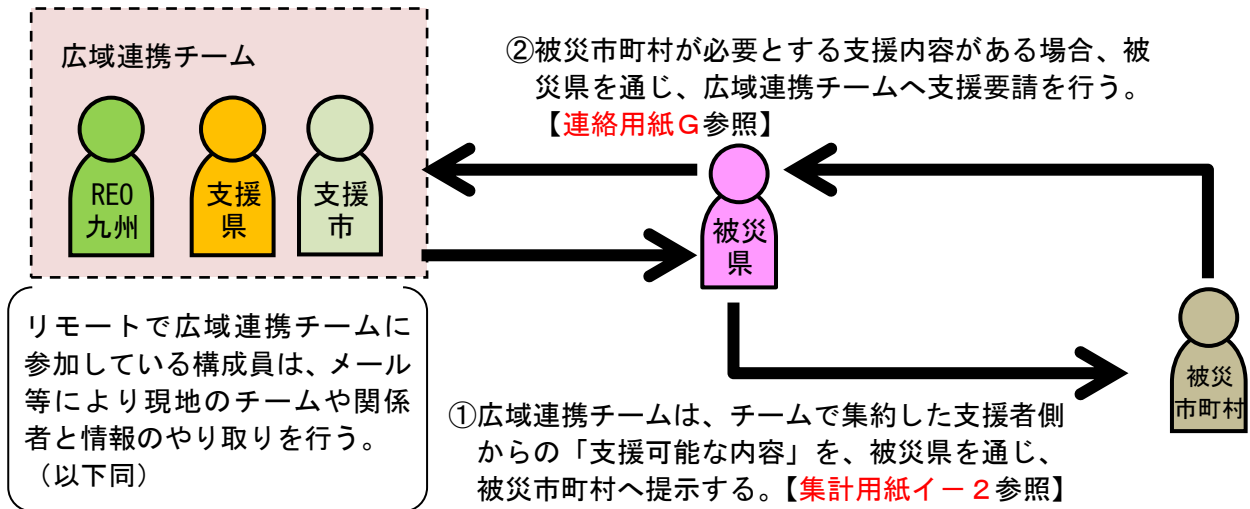 広域連携チーム
REO
九州
支援
県
支援
市
②被災市町村が必要とする支援内容がある場合、被
災県を通じ、広域連携チームへ支援要請を行う。
【連絡用紙G参照】
被災
県
被災
市町村
リモートで広域連携チームに
参加している構成員は、メール
等により現地のチームや関係
者と情報のやり取りを行う。
（以下同）
①広域連携チームは、チームで集約した支援者側
からの「支援可能な内容」を、被災県を通じ、
被災市町村へ提示する。【集計用紙イ－２参照】